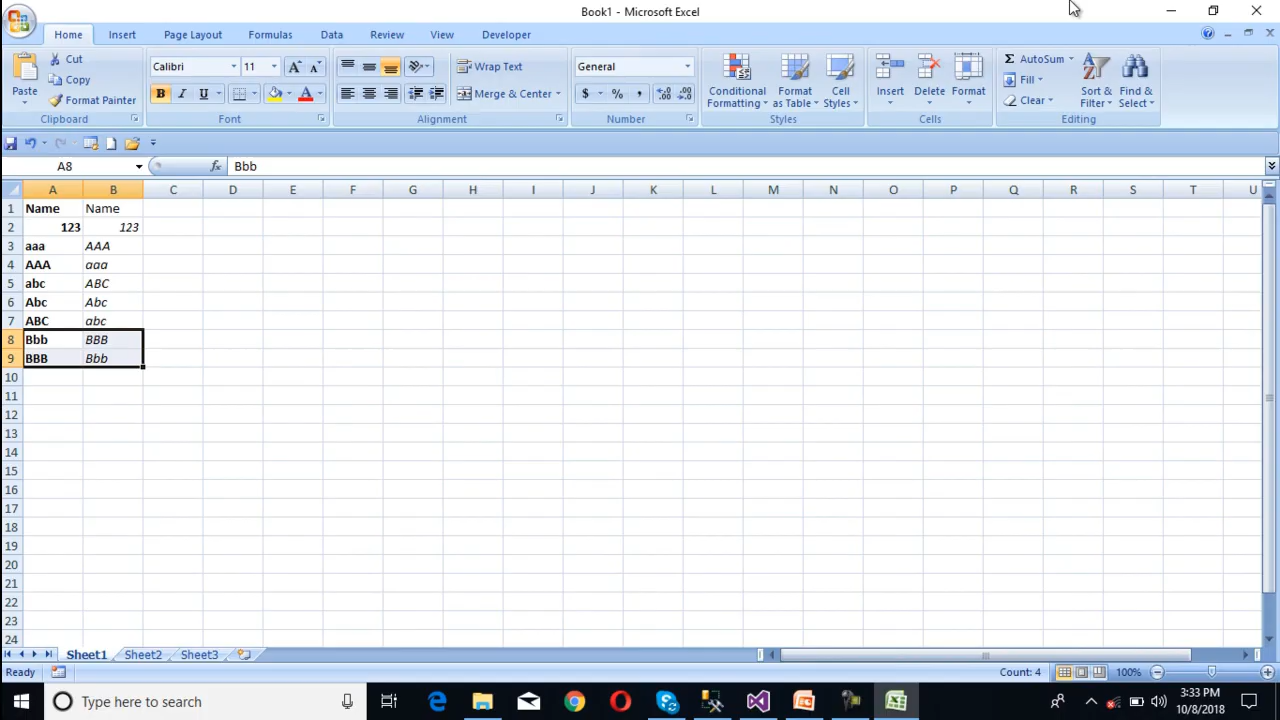 Book1 - Microsoft Excel
Home Insert Page Layout Formulas Data Review View Developer
Paste
Cut
Copy
Format Painter
Clipboard
Calibri 11
B I U
Font
Wrap Text
Merge & Center
Alignment
General
$ % ,
Number
Conditional Formatting
Format as Table
Cell Styles
Styles
Insert Delete Format
Cells
Σ AutoSum
Fill
Clear
Sort & Filter
Find & Select
Editing
A8 fx Bbb
A B C D E F G H I J K L M N O P Q R S T U
1 Name Name
2 123 123
3 aaa AAA
4 AAA aaa
5 abc ABC
6 Abc Abc
7 ABC abc
8 Bbb BBB
9 BBB Bbb
10
11
12
13
14
15
16
17
18
19
20
21
22
23
24
Sheet1 Sheet2 Sheet3
Ready Count: 4 100%
Type here to search
3:33 PM
10/8/2018